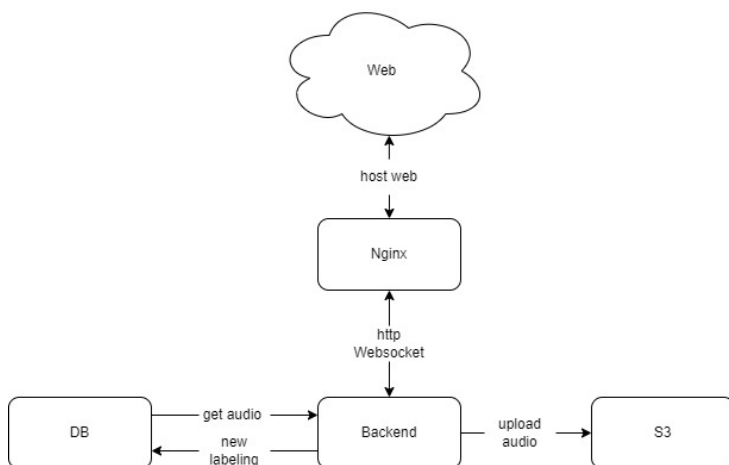 Web
host web
Nginx
http
Websocket
DB
get audio
new
labeling
Backend
upload
audio
S3